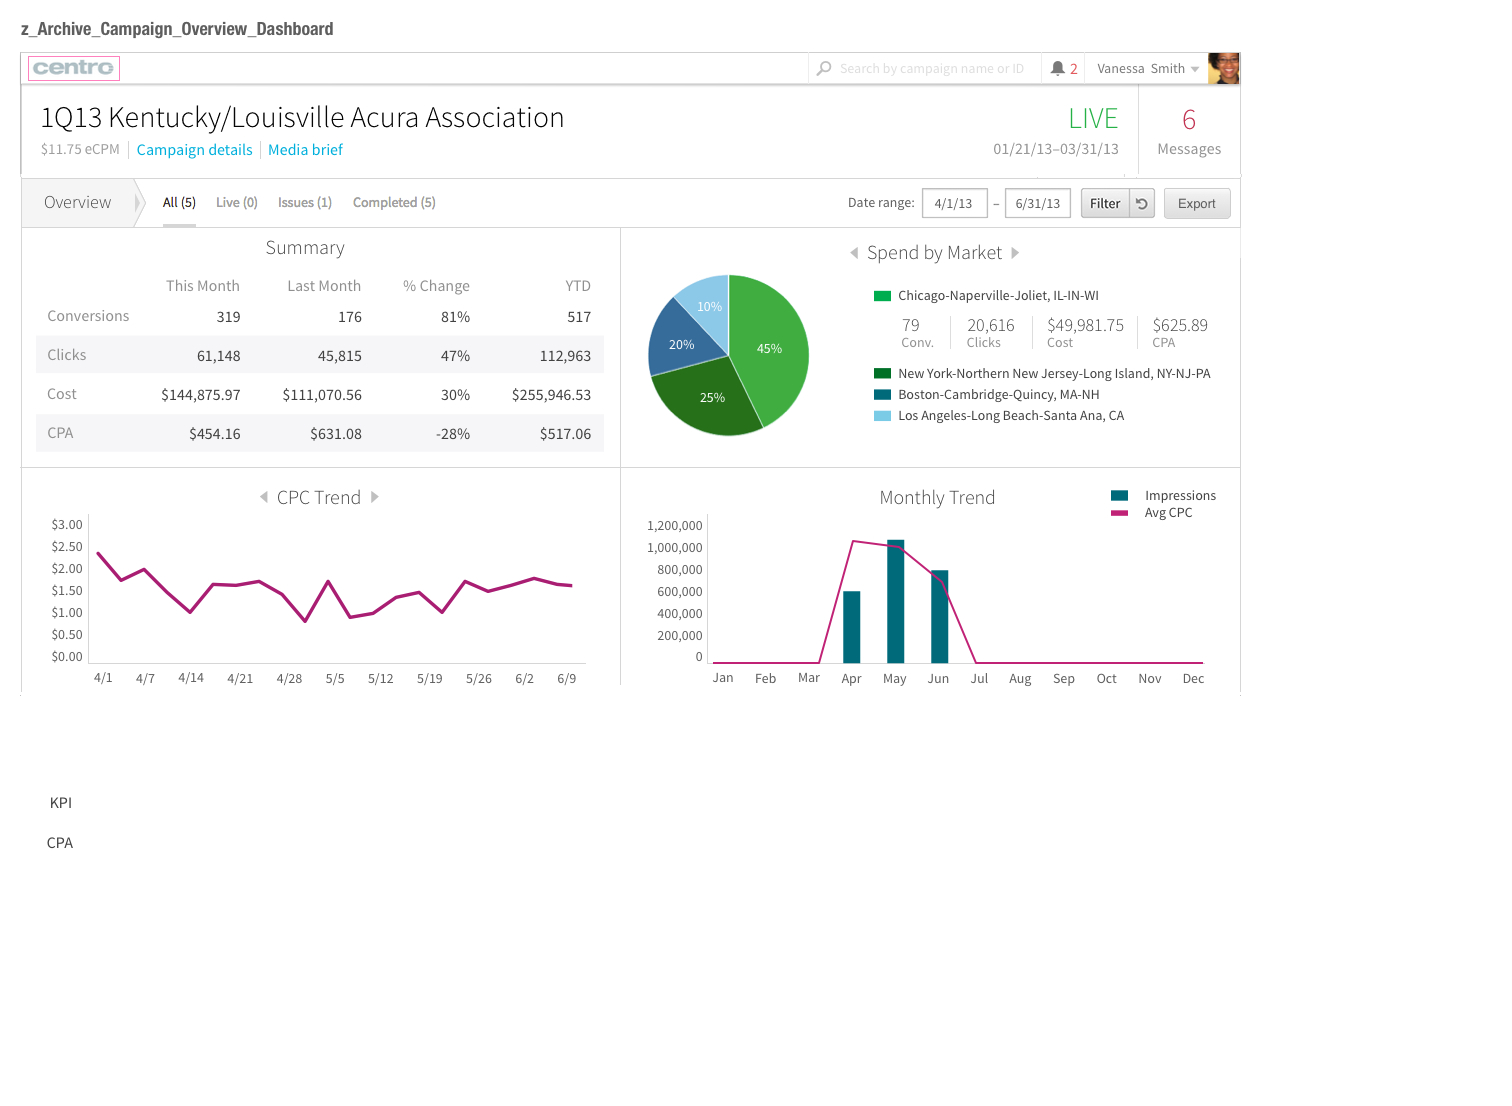 z_Archive_Campaign_Overview_Dashboard
centro
Search by campaign name or ID
2
Vanessa Smith
1Q13 Kentucky/Louisville Acura Association
LIVE
6
$11.75 eCPM
Campaign details
Media brief
01/21/13–03/31/13
Messages
Overview
All (5)
Live (0)
Issues (1)
Completed (5)
Date range:
4/1/13
–
6/31/13
Filter
Export
Summary
This Month Last Month % Change YTD
Conversions 319 176 81% 517
Clicks 61,148 45,815 47% 112,963
Cost $144,875.97 $111,070.56 30% $255,946.53
CPA $454.16 $631.08 -28% $517.06
Spend by Market
10%
20%
45%
25%
Chicago-Naperville-Joliet, IL-IN-WI
79 20,616 $49,981.75 $625.89
Conv. Clicks Cost CPA
New York-Northern New Jersey-Long Island, NY-NJ-PA
Boston-Cambridge-Quincy, MA-NH
Los Angeles-Long Beach-Santa Ana, CA
CPC Trend
$3.00
$2.50
$2.00
$1.50
$1.00
$0.50
$0.00
4/1 4/7 4/14 4/21 4/28 5/5 5/12 5/19 5/26 6/2 6/9
Monthly Trend
Impressions
Avg CPC
1,200,000
1,000,000
800,000
600,000
400,000
200,000
0
Jan Feb Mar Apr May Jun Jul Aug Sep Oct Nov Dec
KPI
CPA